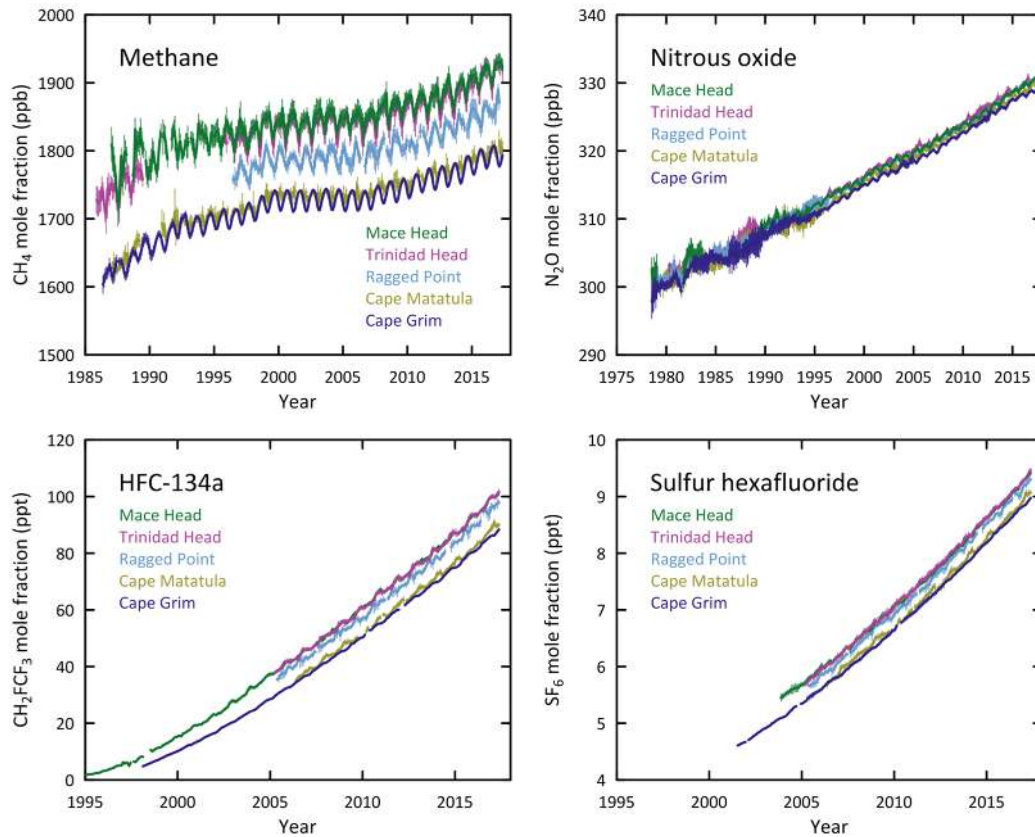 Methane
CH4 mole fraction (ppb)
2000
1900
1800
1700
1600
1500
Mace Head
Trinidad Head
Ragged Point
Cape Matatula
Cape Grim
1985 1990 1995 2000 2005 2010 2015
Year
Nitrous oxide
N2O mole fraction (ppb)
340
330
320
310
300
290
Mace Head
Trinidad Head
Ragged Point
Cape Matatula
Cape Grim
1975 1980 1985 1990 1995 2000 2005 2010 2015
Year
HFC-134a
CH2FCF3 mole fraction (ppt)
120
100
80
60
40
20
0
Mace Head
Trinidad Head
Ragged Point
Cape Matatula
Cape Grim
1995 2000 2005 2010 2015
Year
Sulfur hexafluoride
SF6 mole fraction (ppt)
10
9
8
7
6
5
4
Mace Head
Trinidad Head
Ragged Point
Cape Matatula
Cape Grim
1995 2000 2005 2010 2015
Year